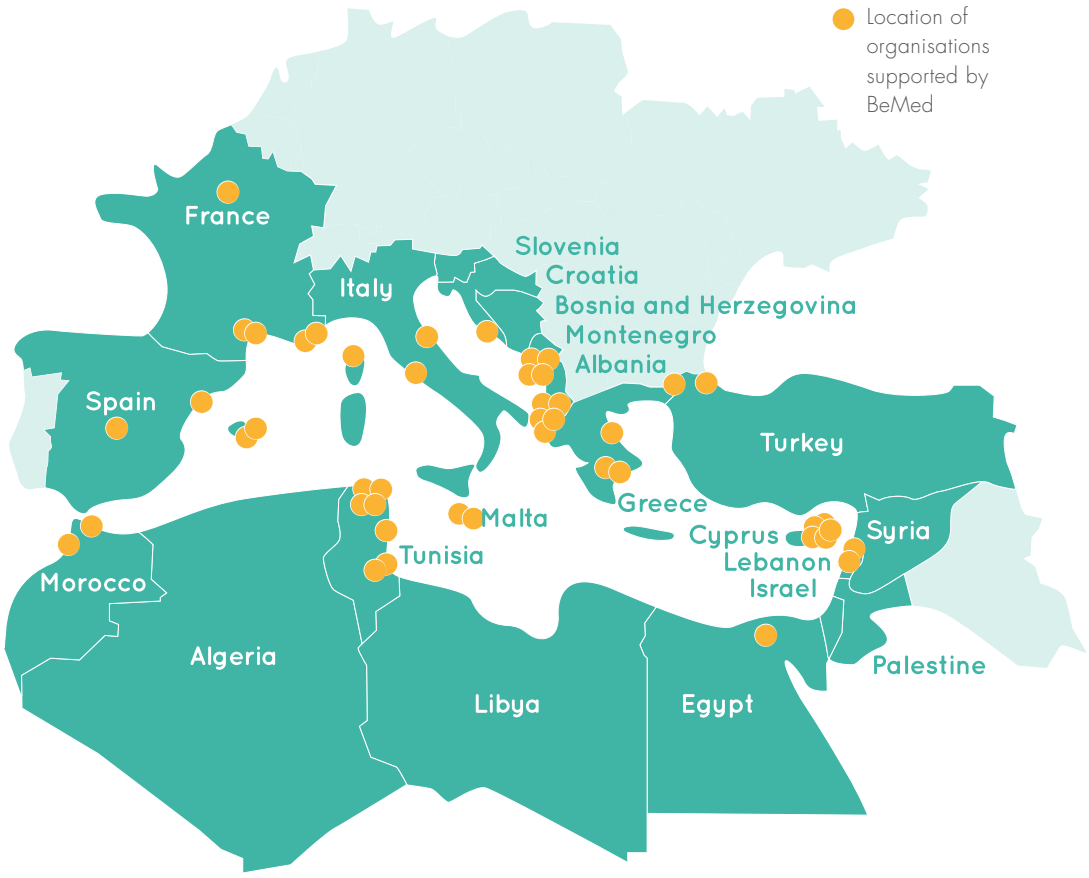 Location of
organisations
supported by
BeMed
France
Slovenia
Croatia
Italy
Bosnia and Herzegovina
Montenegro
Albania
Spain
Turkey
Greece
Malta
Cyprus
Syria
Tunisia
Lebanon
Morocco
Israel
Algeria
Palestine
Libya
Egypt